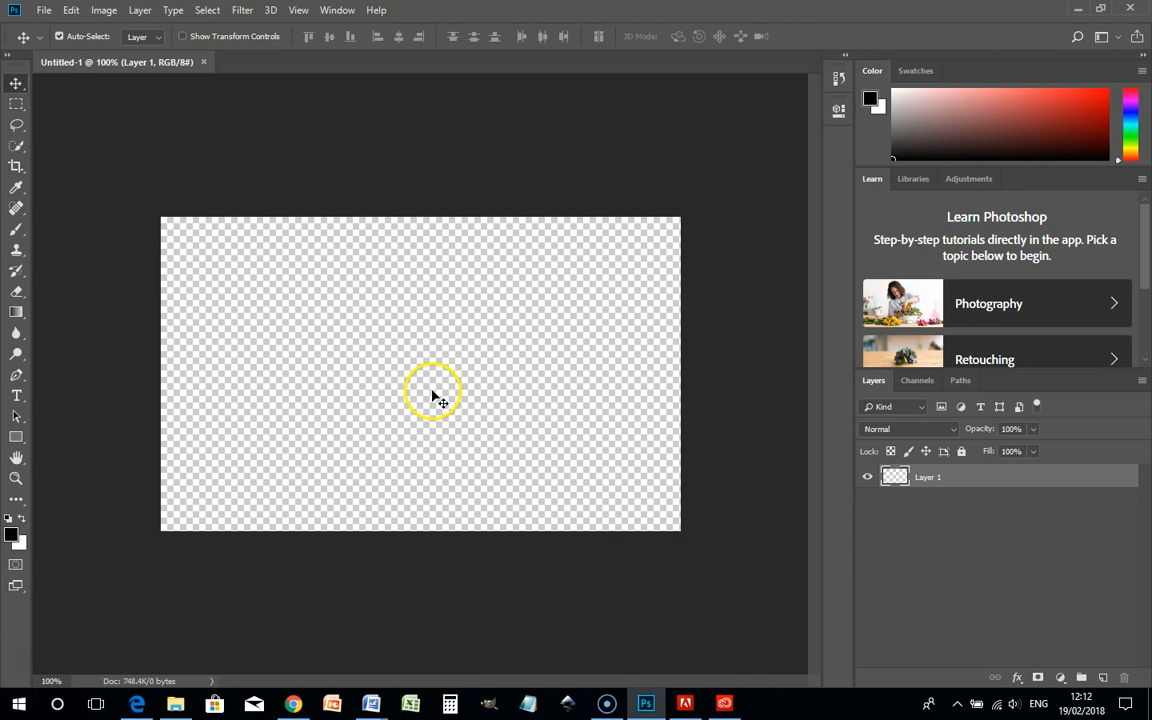 Ps File Edit Image Layer Type Select Filter 3D View Window Help
Auto-Select: Layer Show Transform Controls 3D Mode:
Untitled-1 @ 100% (Layer 1, RGB/8#) ×
Color Swatches
Learn Libraries Adjustments
Learn Photoshop
Step-by-step tutorials directly in the app. Pick a
topic below to begin.
Photography
Retouching
Layers Channels Paths
Kind
Normal Opacity: 100%
Lock: Fill: 100%
Layer 1
fx
100% Doc: 748.4K/0 bytes
Ps
ENG
12:12
19/02/2018